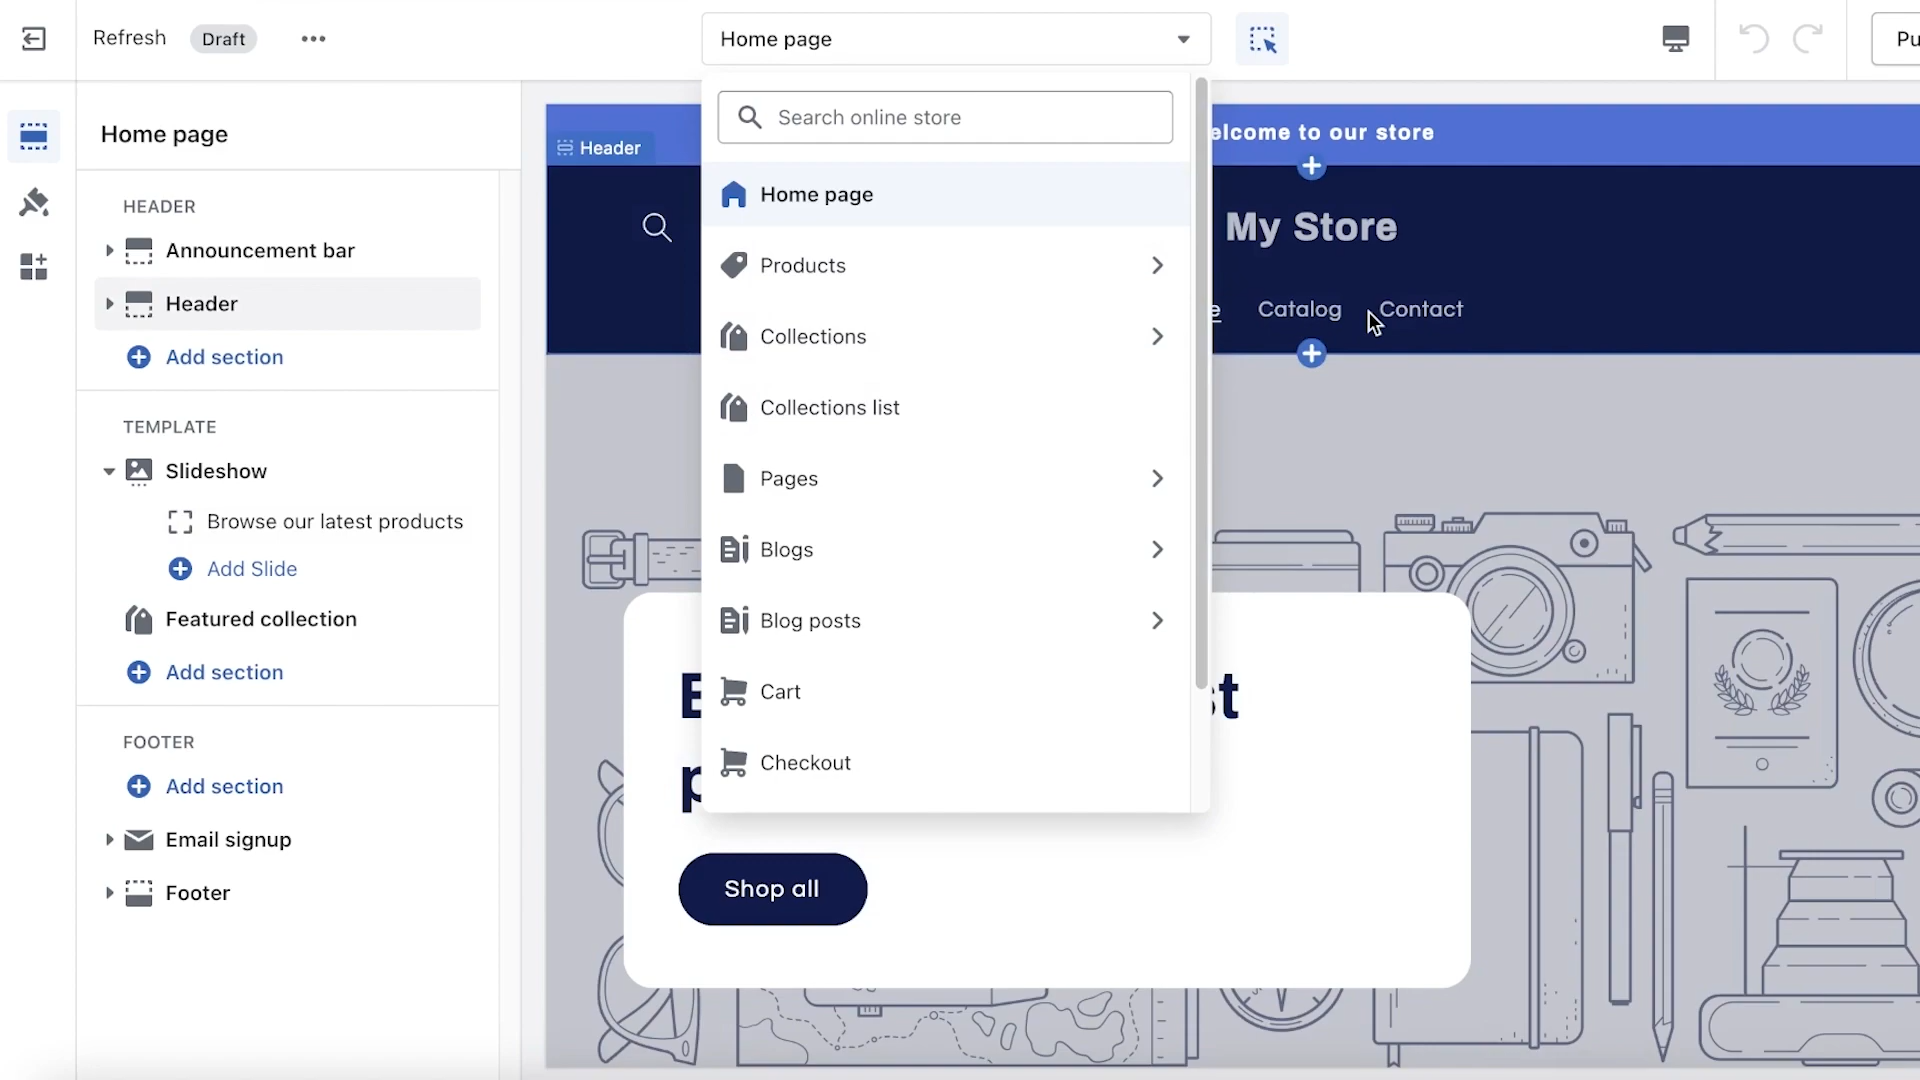 Refresh
Draft
Home page
Home page
HEADER
Announcement bar
Header
Add section
TEMPLATE
Slideshow
Browse our latest products
Add Slide
Featured collection
Add section
FOOTER
Add section
Email signup
Footer
Search online store
Home page
Products
Collections
Collections list
Pages
Blogs
Blog posts
Cart
Checkout
Header
elcome to our store
My Store
Catalog
Contact
Shop all